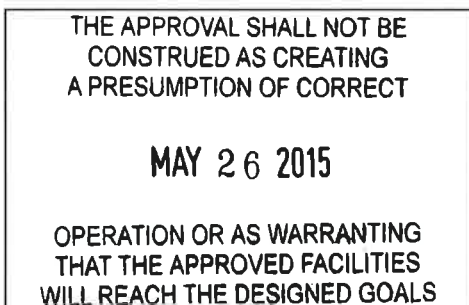 THE APPROVAL SHALL NOT BE
CONSTRUED AS CREATING
A PRESUMPTION OF CORRECT
MAY 26 2015
OPERATION OR AS WARRANTING
THAT THE APPROVED FACILITIES
WILL REACH THE DESIGNED GOALS